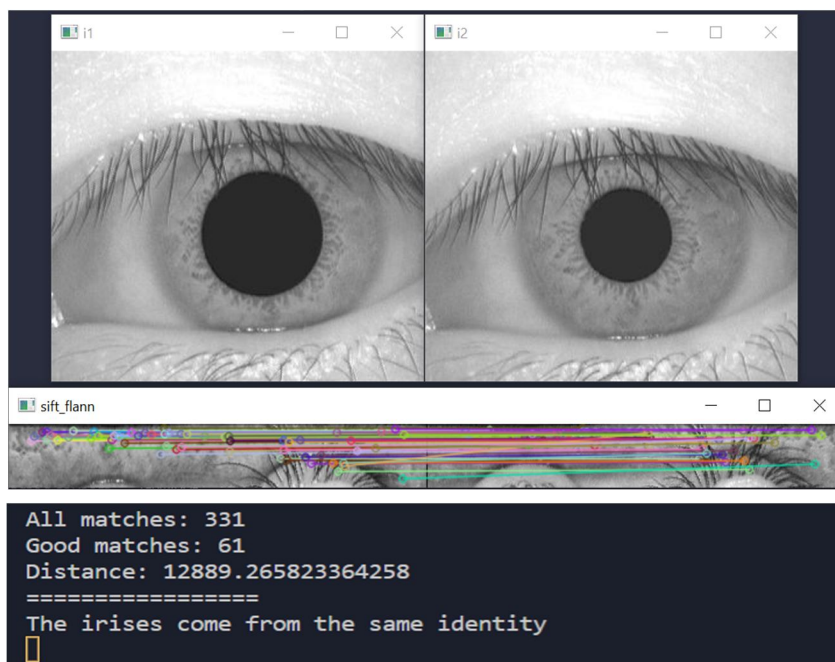 i1
i2
sift_flann
All matches: 331
Good matches: 61
Distance: 12889.265823364258
=================
The irises come from the same identity